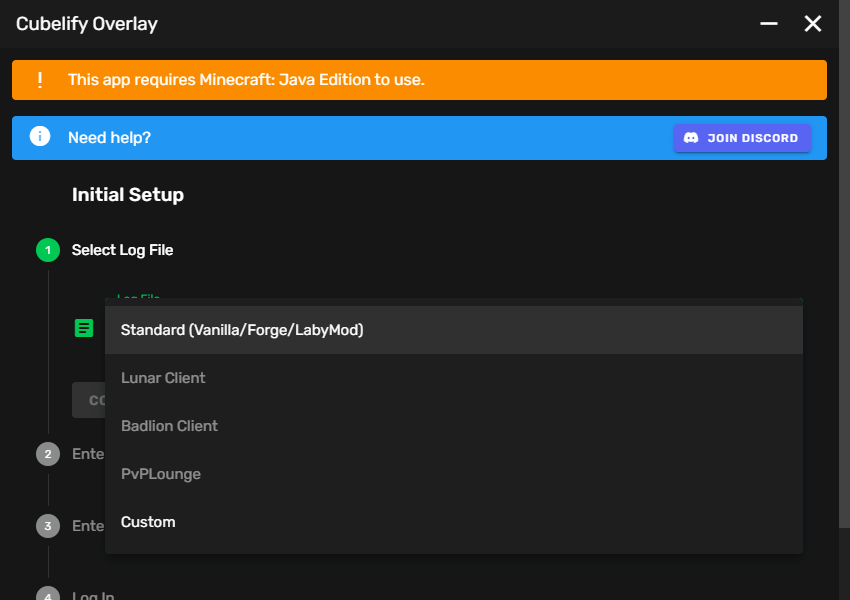 Cubelify Overlay
This app requires Minecraft: Java Edition to use.
Need help?
JOIN DISCORD
Initial Setup
1 Select Log File
Log File
Standard (Vanilla/Forge/LabyMod)
Lunar Client
Badlion Client
PvPLounge
Custom
2 Ente
3 Ente
4 Log In